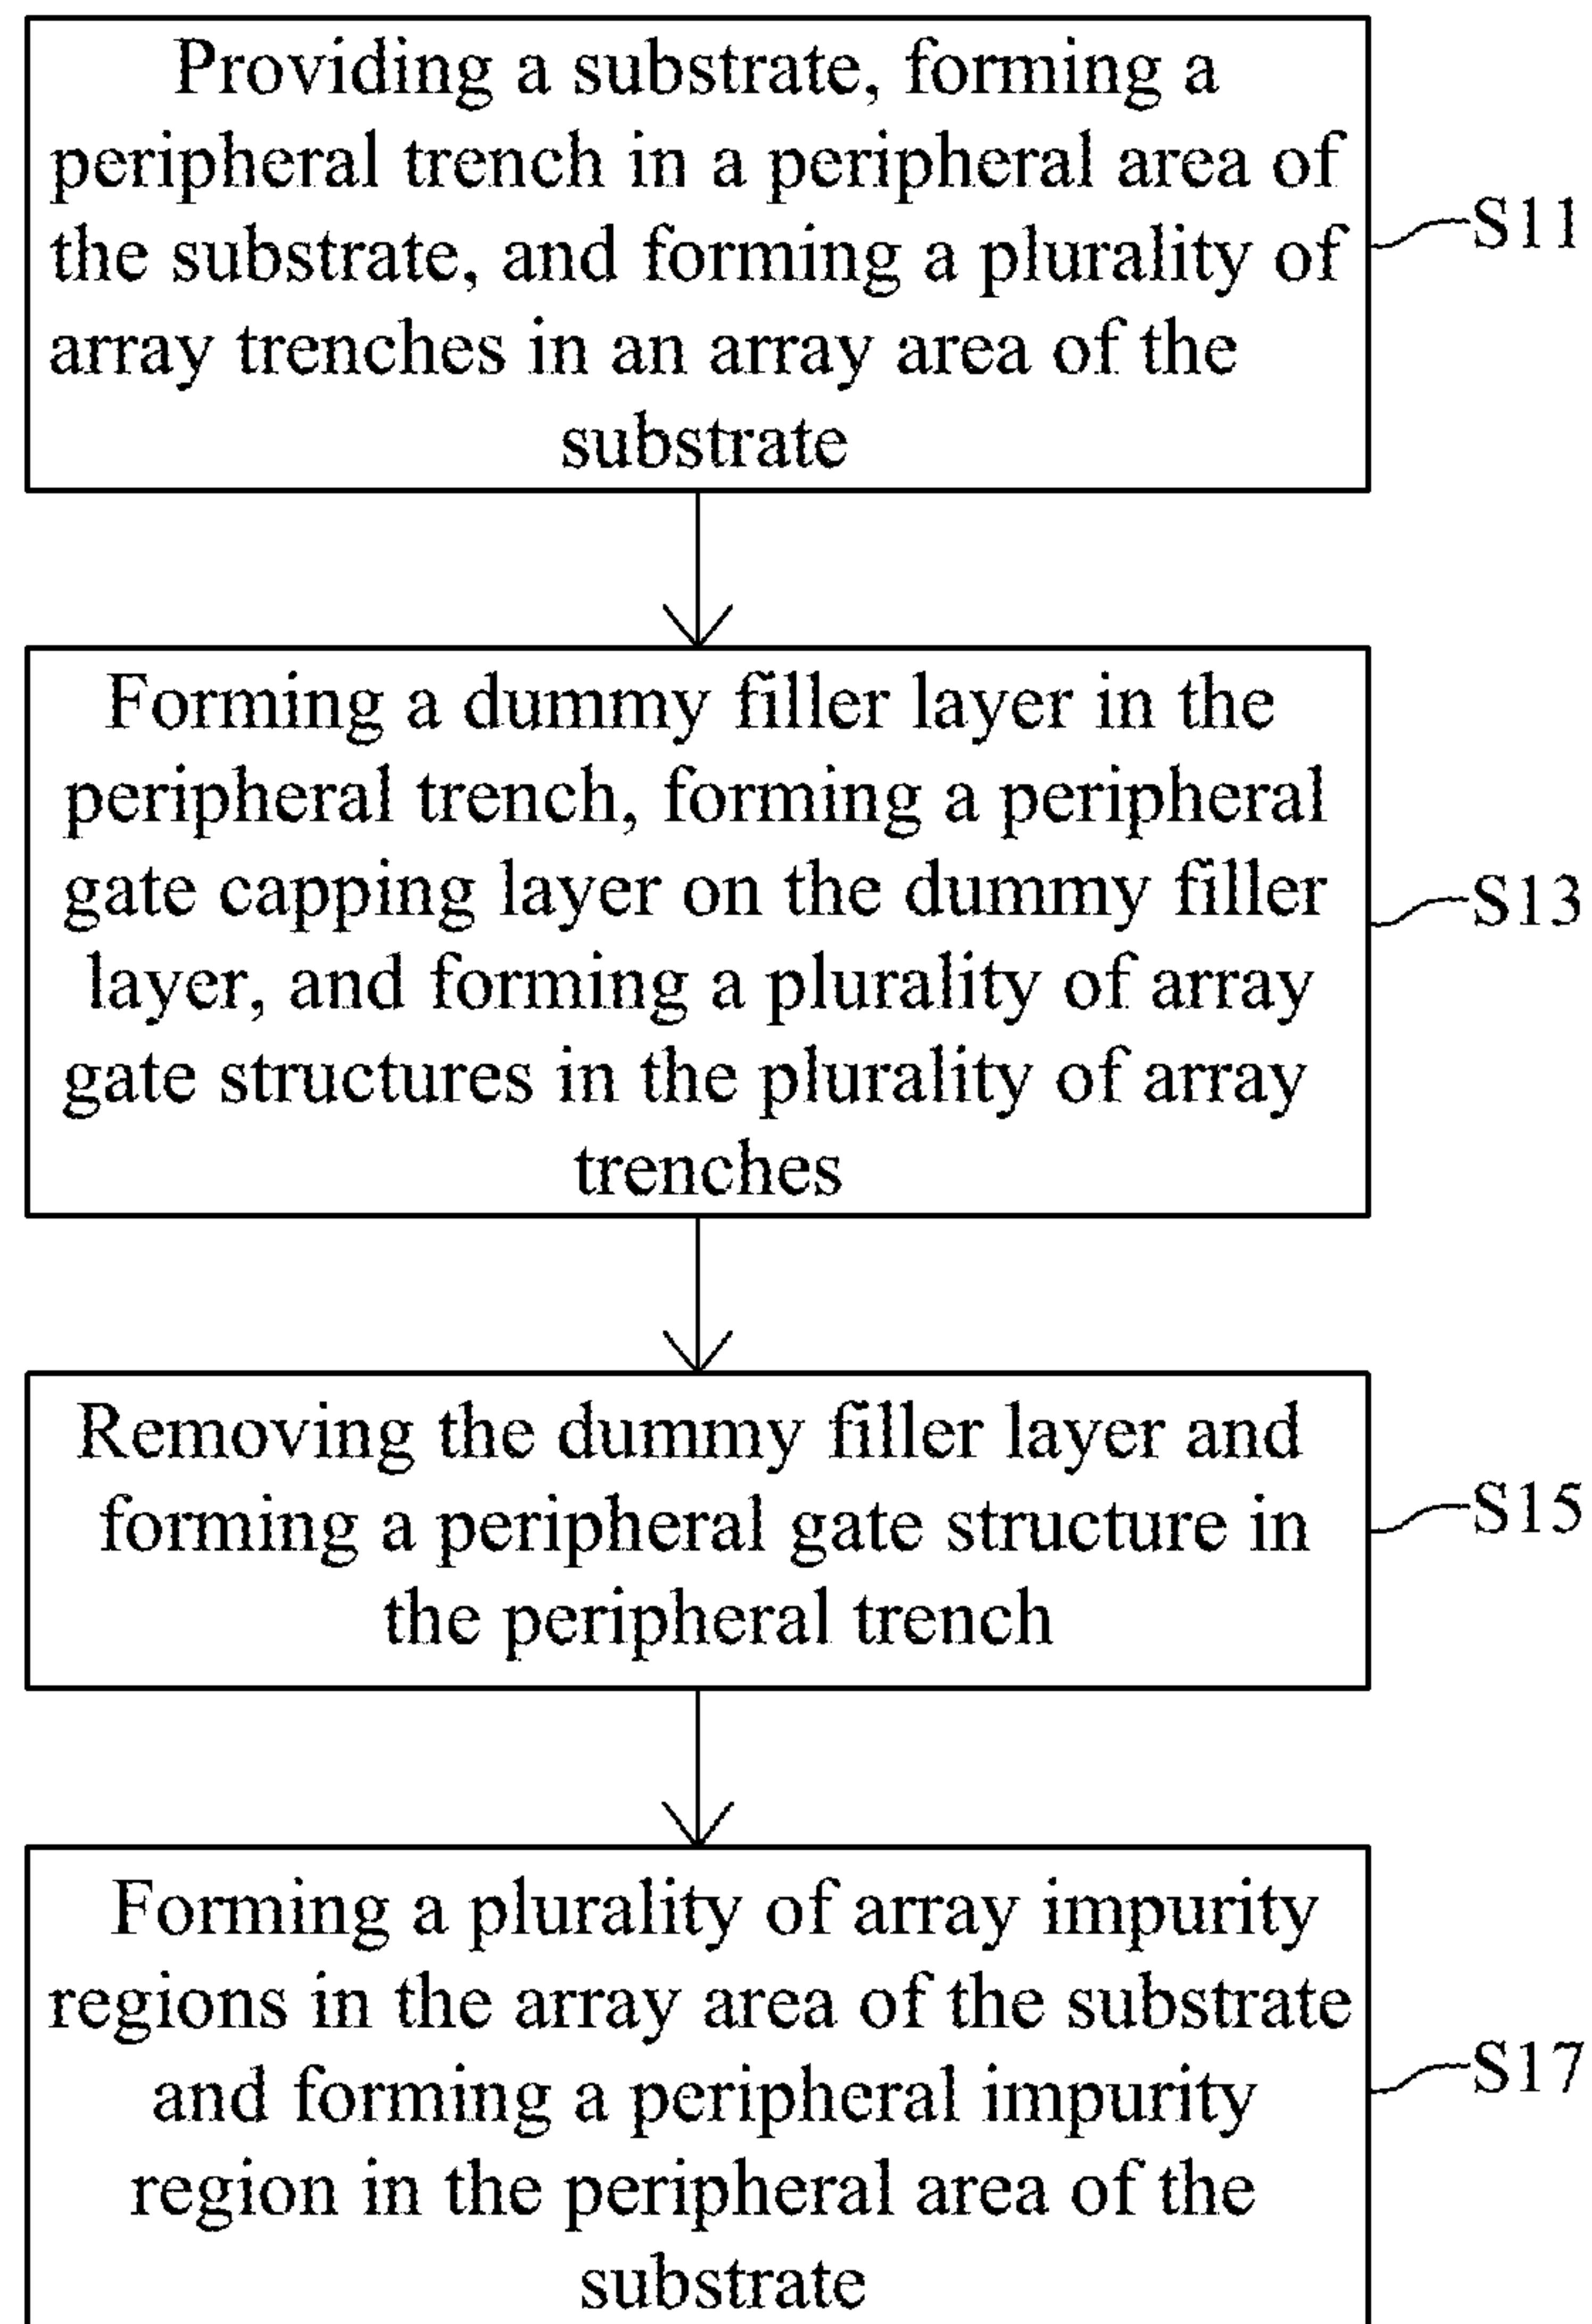 Providing a substrate, forming a
peripheral trench in a peripheral area of
the substrate, and forming a plurality of
array trenches in an array area of the
substrate
S11
Forming a dummy filler layer in the
peripheral trench, forming a peripheral
gate capping layer on the dummy filler
layer, and forming a plurality of array
gate structures in the plurality of array
trenches
S13
Removing the dummy filler layer and
forming a peripheral gate structure in
the peripheral trench
S15
Forming a plurality of array impurity
regions in the array area of the substrate
and forming a peripheral impurity
region in the peripheral area of the
substrate
S17